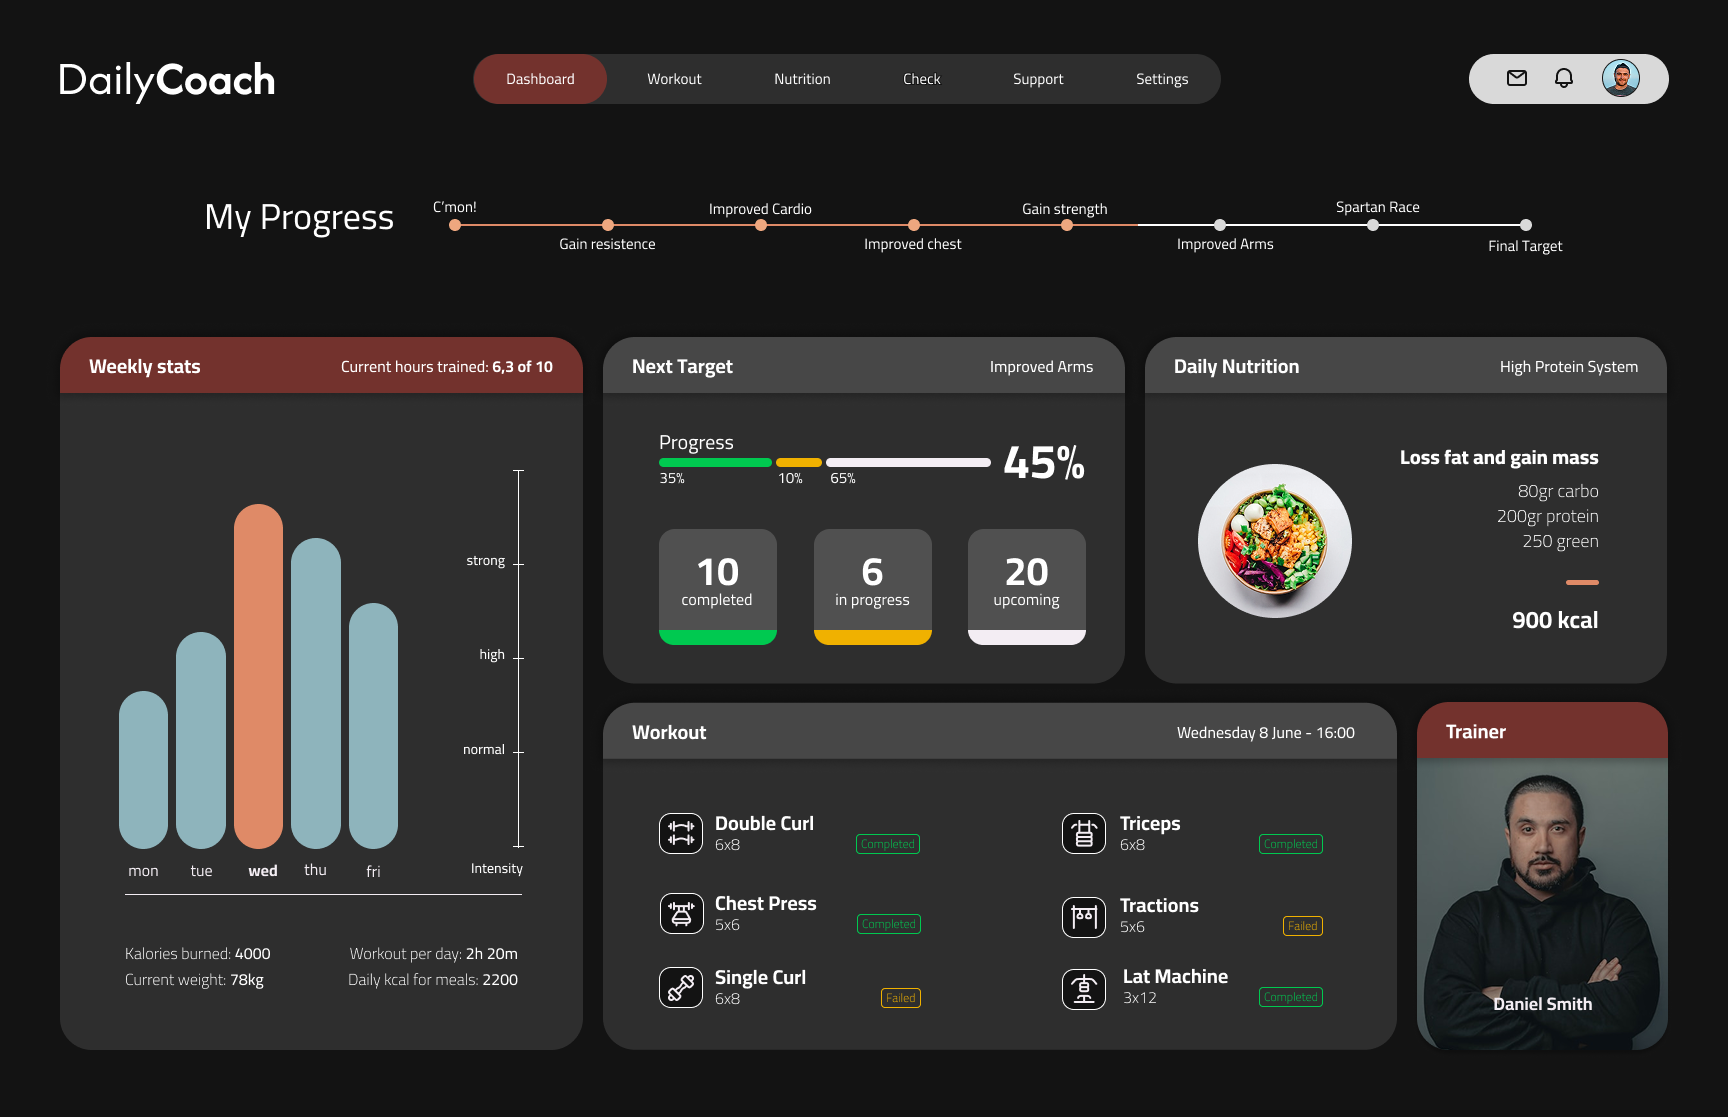 DailyCoach
Dashboard Workout Nutrition Check Support Settings
My Progress
C'mon!
Gain resistence
Improved Cardio
Improved chest
Gain strength
Improved Arms
Spartan Race
Final Target
Weekly stats Current hours trained: 6,3 of 10
strong
high
normal
Intensity
mon tue wed thu fri
Kalories burned: 4000 Workout per day: 2h 20m
Current weight: 78kg Daily kcal for meals: 2200
Next Target Improved Arms
Progress
35% 10% 65%
45%
10 completed
6 in progress
20 upcoming
Daily Nutrition High Protein System
Loss fat and gain mass
80gr carbo
200gr protein
250 green
900 kcal
Workout Wednesday 8 June - 16:00
Double Curl
6x8 Completed
Chest Press
5x6 Completed
Single Curl
6x8 Failed
Triceps
6x8 Completed
Tractions
5x6 Failed
Lat Machine
3x12 Completed
Trainer
Daniel Smith